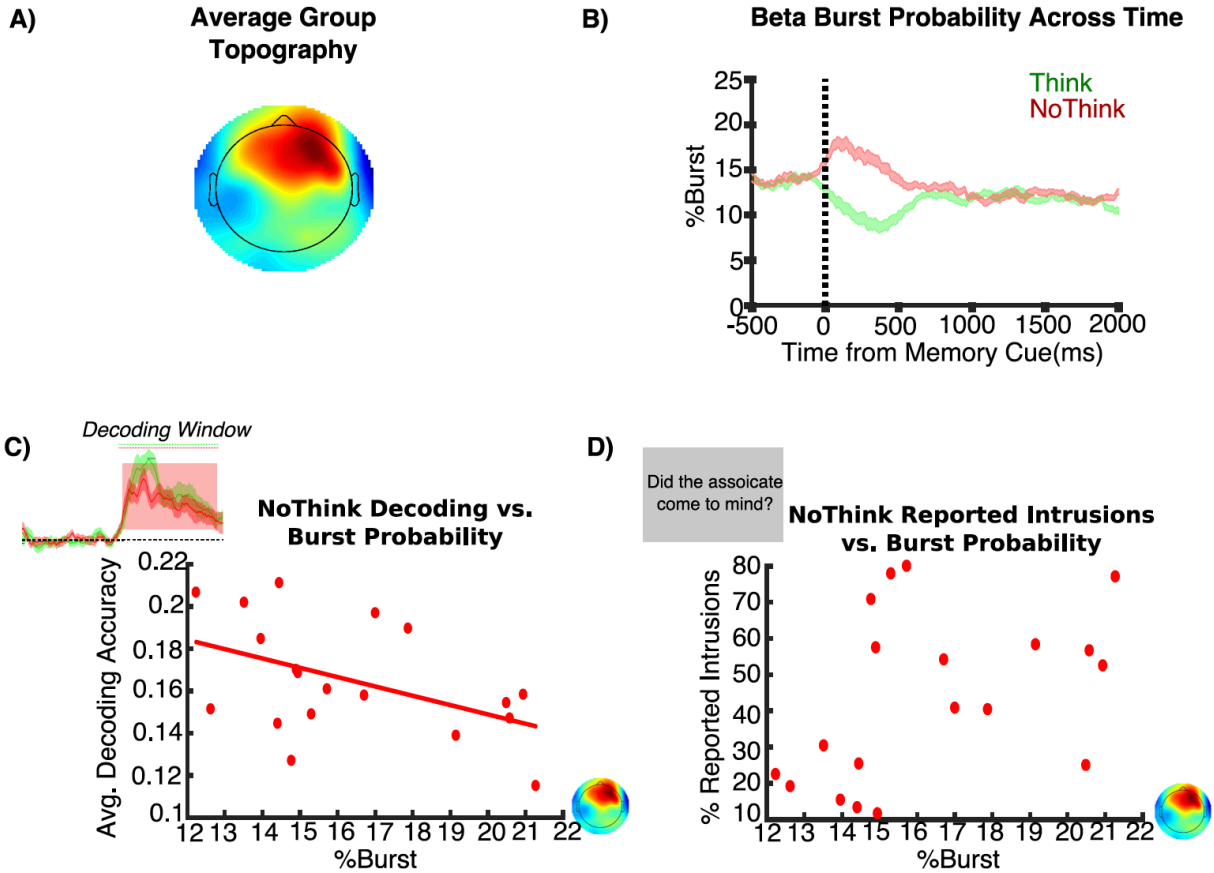 A)
Average Group
Topography
B)
Beta Burst Probability Across Time
Think
NoThink
%Burst
25
20
15
10
5
0
-500
0
500
1000
1500
2000
Time from Memory Cue(ms)
C)
Decoding Window
NoThink Decoding vs.
Burst Probability
Avg. Decoding Accuracy
0.22
0.2
0.18
0.16
0.14
0.12
0.1
12
13
14
15
16
17
18
19
20
21
22
%Burst
D)
Did the assoicate
come to mind?
NoThink Reported Intrusions
vs. Burst Probability
% Reported Intrusions
80
70
60
50
40
30
20
10
12
13
14
15
16
17
18
19
20
21
22
%Burst